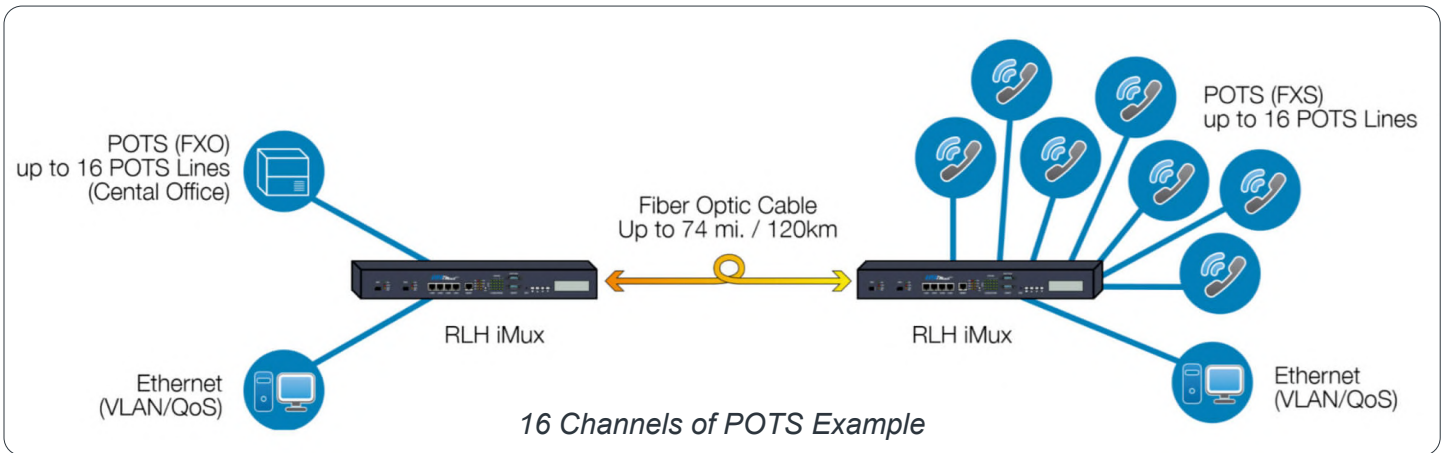 POTS (FXO)
up to 16 POTS Lines
(Cental Office)
Ethernet
(VLAN/QoS)
RLH iMux
Fiber Optic Cable
Up to 74 mi. / 120km
RLH iMux
POTS (FXS)
up to 16 POTS Lines
Ethernet
(VLAN/QoS)
16 Channels of POTS Example